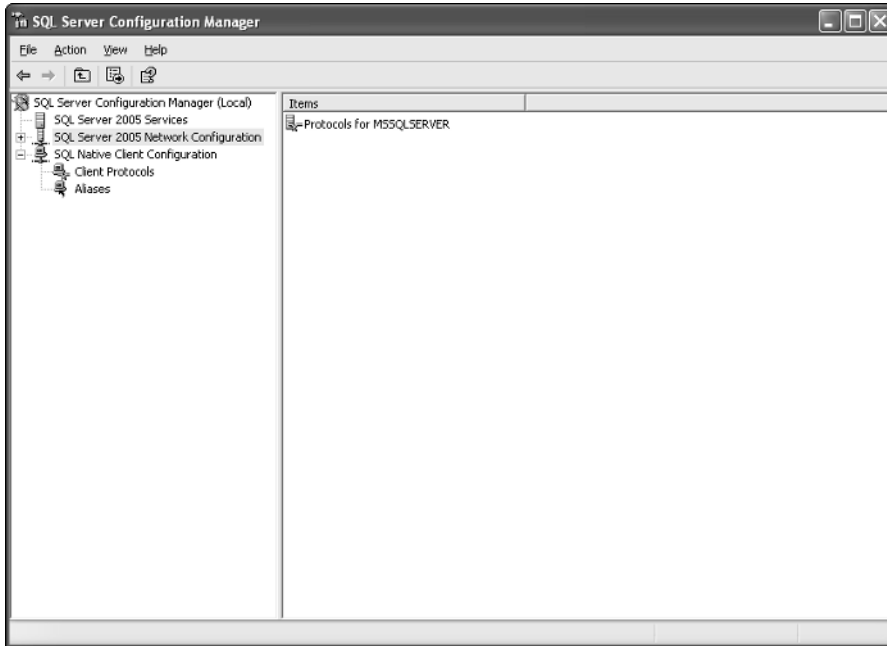 SQL Server Configuration Manager
File Action View Help
SQL Server Configuration Manager (Local)
SQL Server 2005 Services
SQL Server 2005 Network Configuration
SQL Native Client Configuration
Client Protocols
Aliases
Items
Protocols for MSSQLSERVER